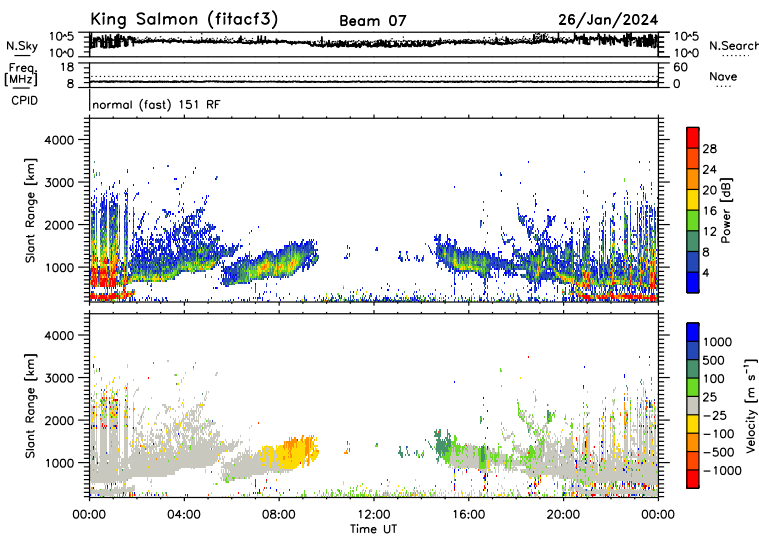 King Salmon (fitacf3) Beam 07 26/Jan/2024
N.Sky 10^5 10^0 10^5 10^0 N.Search
Freq. [MHz] 18 8 60 0 Nave
CPID normal (fast) 151 RF
Slant Range [km] 4000 3000 2000 1000
28 24 20 16 12 8 4 Power [dB]
Slant Range [km] 4000 3000 2000 1000
1000 500 100 25 −25 −100 −500 −1000 Velocity [m s⁻¹]
00:00 04:00 08:00 12:00 16:00 20:00 00:00
Time UT